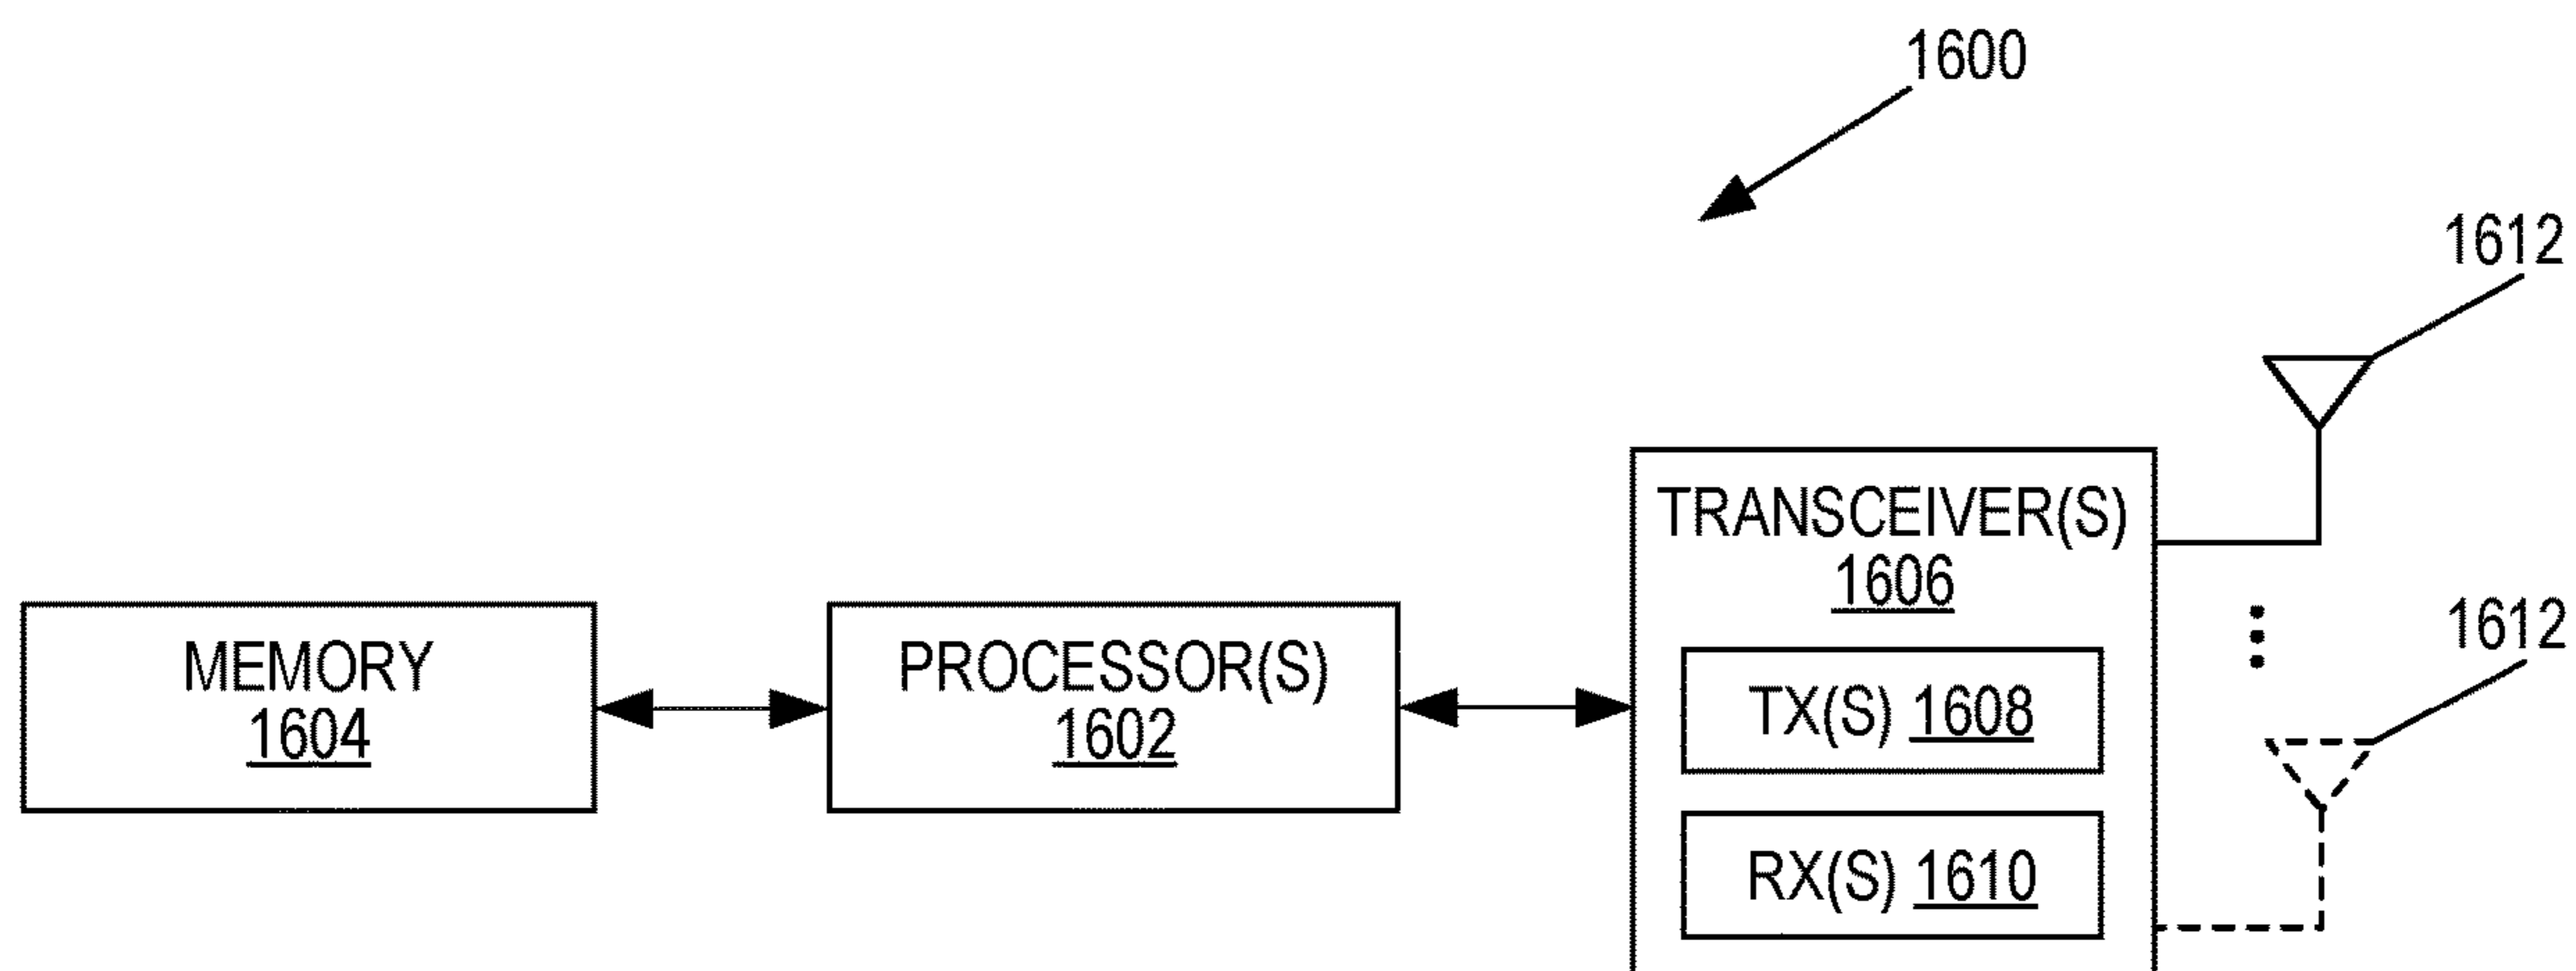 1600
1612
TRANSCEIVER(S)
1606
1612
MEMORY
1604
PROCESSOR(S)
1602
TX(S) 1608
RX(S) 1610